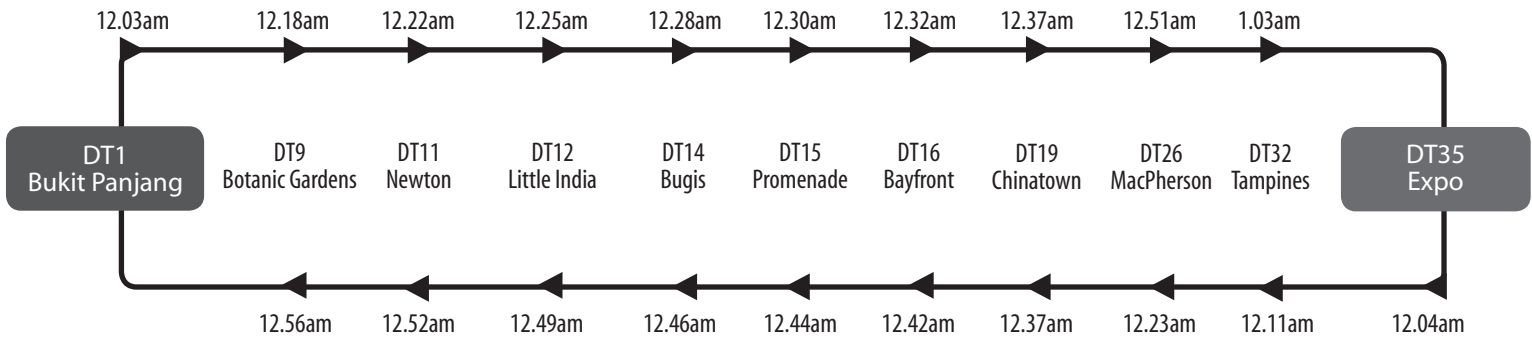 12.03am 12.18am 12.22am 12.25am 12.28am 12.30am 12.32am 12.37am 12.51am 1.03am
DT1
Bukit Panjang
DT9
Botanic Gardens
DT11
Newton
DT12
Little India
DT14
Bugis
DT15
Promenade
DT16
Bayfront
DT19
Chinatown
DT26
MacPherson
DT32
Tampines
DT35
Expo
12.56am 12.52am 12.49am 12.46am 12.44am 12.42am 12.37am 12.23am 12.11am 12.04am